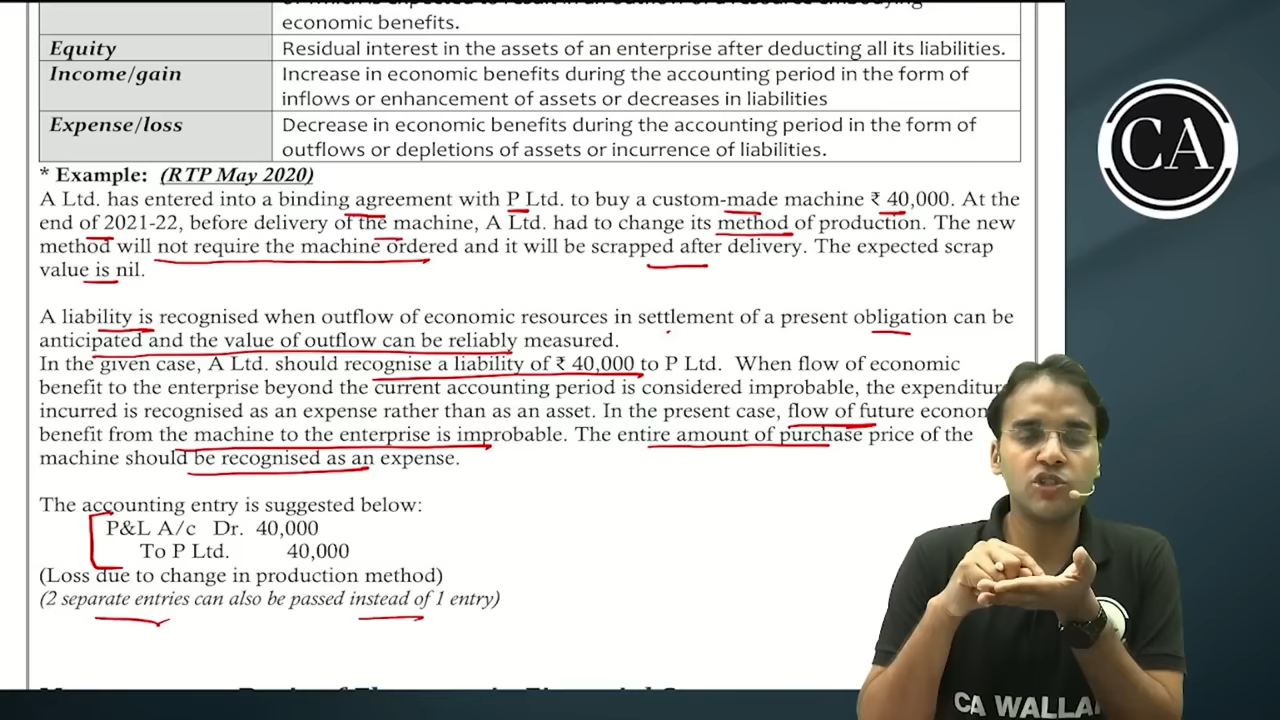 economic benefits.
Equity Residual interest in the assets of an enterprise after deducting all its liabilities.
Income/gain Increase in economic benefits during the accounting period in the form of
inflows or enhancement of assets or decreases in liabilities
Expense/loss Decrease in economic benefits during the accounting period in the form of
outflows or depletions of assets or incurrence of liabilities.
* Example: (RTP May 2020)
A Ltd. has entered into a binding agreement with P Ltd. to buy a custom-made machine ₹ 40,000. At the
end of 2021-22, before delivery of the machine, A Ltd. had to change its method of production. The new
method will not require the machine ordered and it will be scrapped after delivery. The expected scrap
value is nil.
A liability is recognised when outflow of economic resources in settlement of a present obligation can be
anticipated and the value of outflow can be reliably measured.
In the given case, A Ltd. should recognise a liability of ₹ 40,000 to P Ltd. When flow of economic
benefit to the enterprise beyond the current accounting period is considered improbable, the expenditur
incurred is recognised as an expense rather than as an asset. In the present case, flow of future econom
benefit from the machine to the enterprise is improbable. The entire amount of purchase price of the
machine should be recognised as an expense.
The accounting entry is suggested below:
P&L A/c Dr. 40,000
To P Ltd. 40,000
(Loss due to change in production method)
(2 separate entries can also be passed instead of 1 entry)
CA
CA WALLA